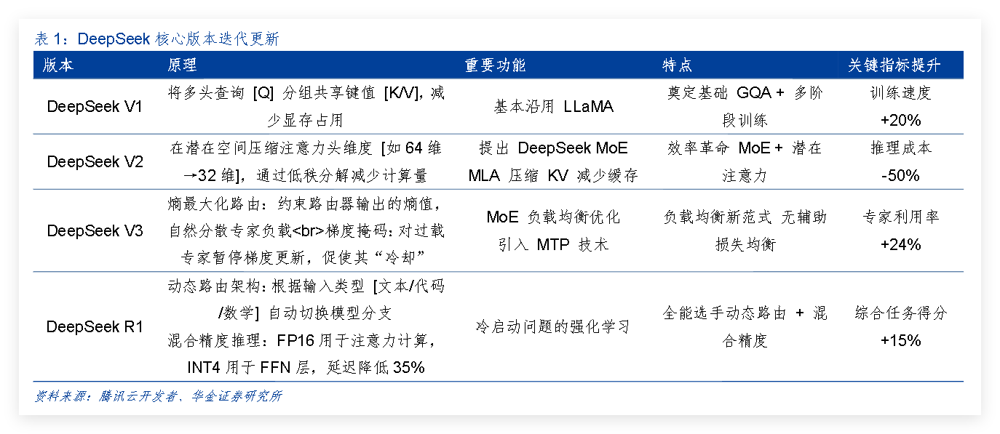 表 1：DeepSeek 核心版本迭代更新
版本 原理 重要功能 特点 关键指标提升
DeepSeek V1
将多头查询 [Q] 分组共享键值 [K/V]，减
少显存占用
基本沿用 LLaMA
奠定基础 GQA + 多阶
段训练
训练速度
+20%
DeepSeek V2
在潜在空间压缩注意力头维度 [如 64 维
→32 维]，通过低秩分解减少计算量
提出 DeepSeek MoE
MLA 压缩 KV 减少缓存
效率革命 MoE + 潜在
注意力
推理成本
-50%
DeepSeek V3
熵最大化路由：约束路由器输出的熵值，
自然分散专家负载<br>梯度掩码：对过载
专家暂停梯度更新，促使其“冷却”
MoE 负载均衡优化
引入 MTP 技术
负载均衡新范式 无辅助
损失均衡
专家利用率
+24%
DeepSeek R1
动态路由架构：根据输入类型 [文本/代码
/数学] 自动切换模型分支
混合精度推理：FP16 用于注意力计算，
INT4 用于 FFN 层，延迟降低 35%
冷启动问题的强化学习
全能选手动态路由 + 混
合精度
综合任务得分
+15%
资料来源：腾讯云开发者、华金证券研究所